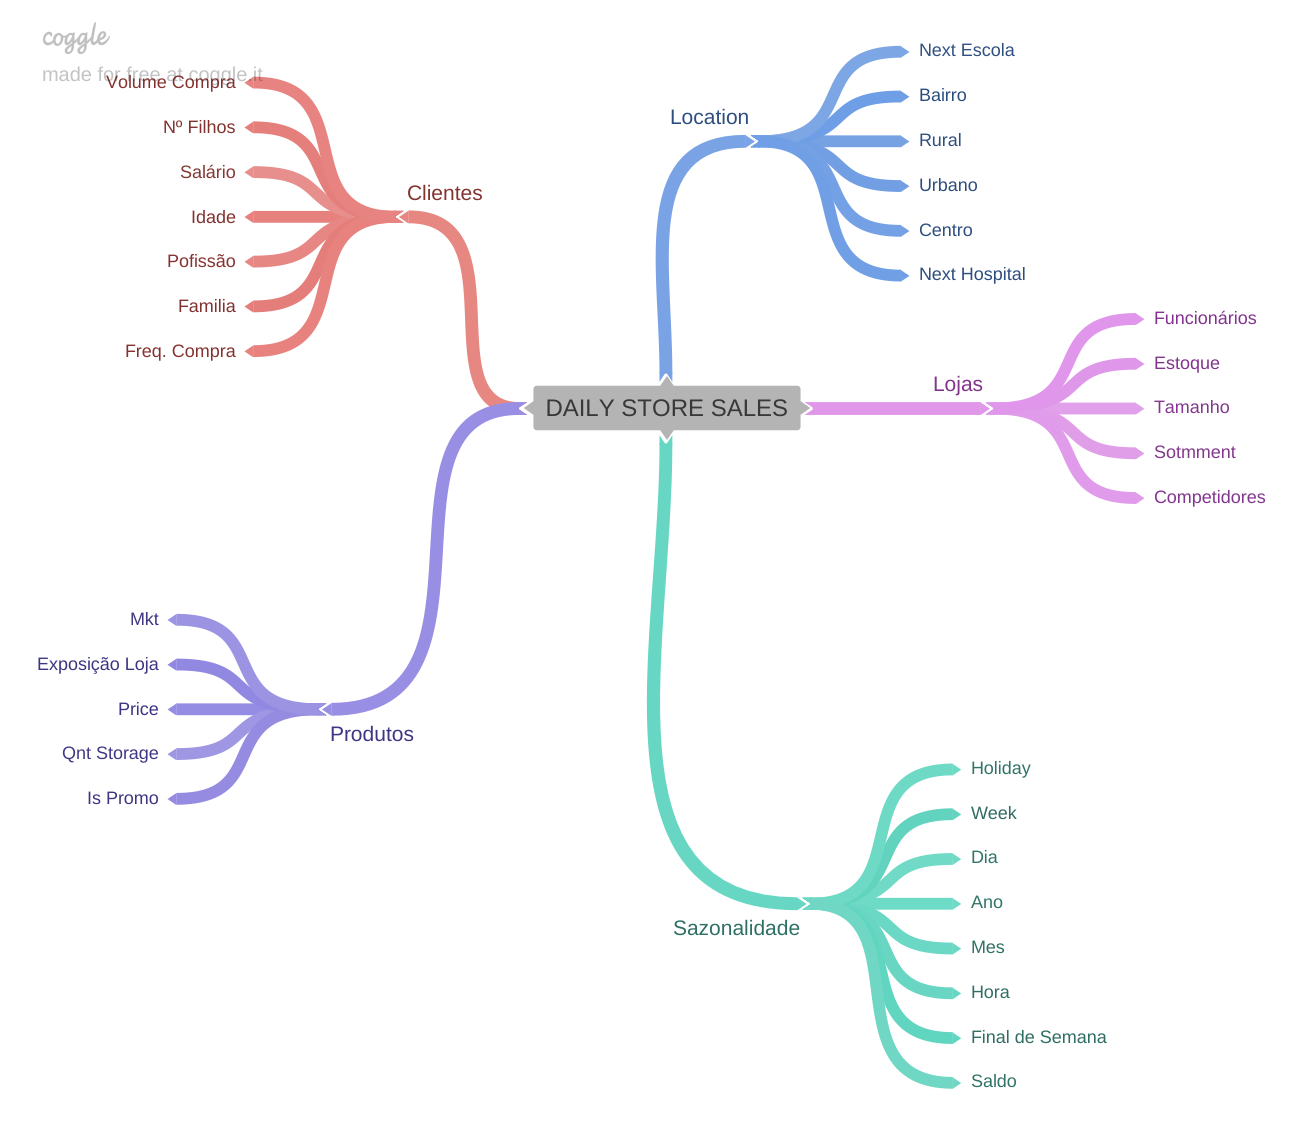 coggle
made for free at coggle.it
Volume Compra
Nº Filhos
Salário
Idade
Pofissão
Familia
Freq. Compra
Clientes
Location
Next Escola
Bairro
Rural
Urbano
Centro
Next Hospital
DAILY STORE SALES
Lojas
Funcionários
Estoque
Tamanho
Sotmment
Competidores
Mkt
Exposição Loja
Price
Qnt Storage
Is Promo
Produtos
Sazonalidade
Holiday
Week
Dia
Ano
Mes
Hora
Final de Semana
Saldo